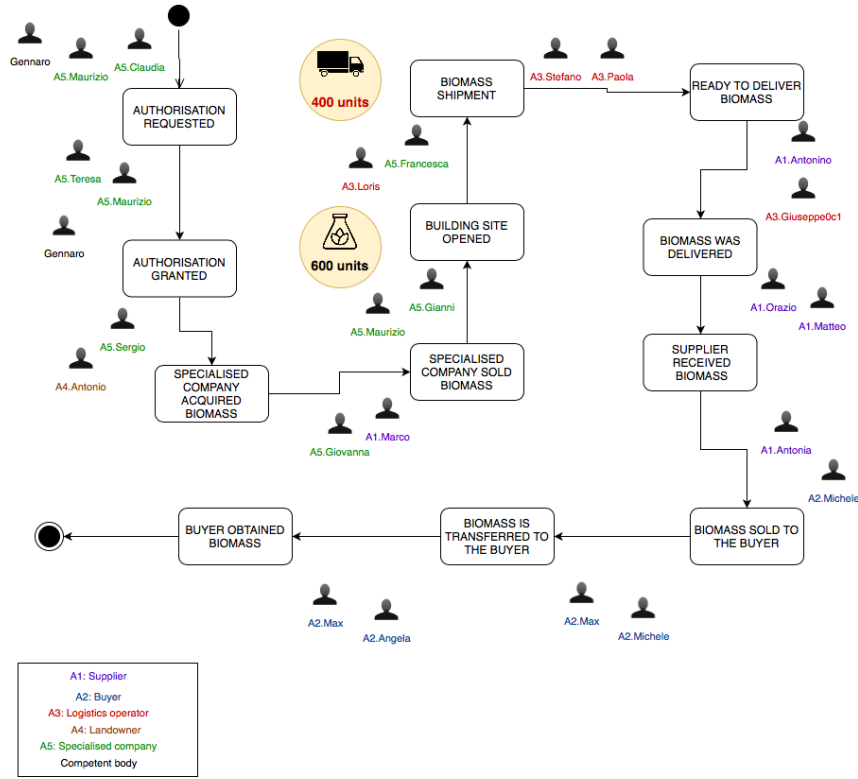 Gennaro
A5.Maurizio
A5.Claudia
AUTHORISATION
REQUESTED
A5.Teresa
A5.Maurizio
Gennaro
AUTHORISATION
GRANTED
A5.Sergio
A4.Antonio
SPECIALISED
COMPANY
ACQUIRED
BIOMASS
A5.Giovanna
A1.Marco
SPECIALISED
COMPANY SOLD
BIOMASS
A5.Maurizio
A5.Gianni
600 units
BUILDING SITE
OPENED
A3.Loris
A5.Francesca
400 units
BIOMASS
SHIPMENT
A3.Stefano
A3.Paola
READY TO DELIVER
BIOMASS
A1.Antonino
A3.Giuseppe0c1
BIOMASS WAS
DELIVERED
A1.Orazio
A1.Matteo
SUPPLIER
RECEIVED
BIOMASS
A1.Antonia
A2.Michele
BIOMASS SOLD TO
THE BUYER
A2.Max
A2.Michele
BIOMASS IS
TRANSFERRED TO
THE BUYER
A2.Max
A2.Angela
BUYER OBTAINED
BIOMASS
A1: Supplier
A2: Buyer
A3: Logistics operator
A4: Landowner
A5: Specialised company
Competent body